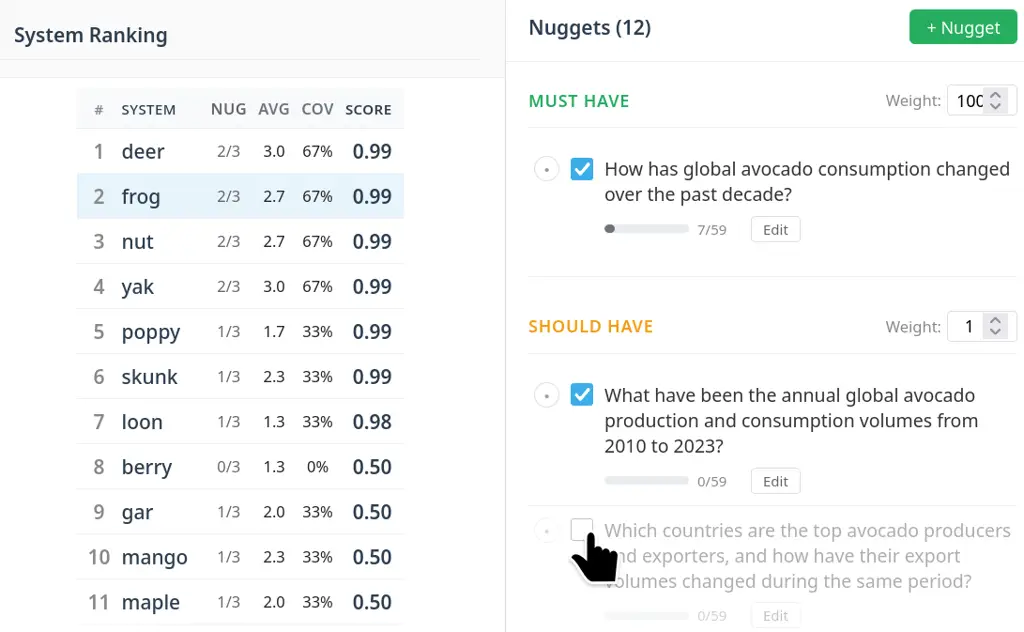 System Ranking
# SYSTEM NUG AVG COV SCORE
1 deer 2/3 3.0 67% 0.99
2 frog 2/3 2.7 67% 0.99
3 nut 2/3 2.7 67% 0.99
4 yak 2/3 3.0 67% 0.99
5 poppy 1/3 1.7 33% 0.99
6 skunk 1/3 2.3 33% 0.99
7 loon 1/3 1.3 33% 0.98
8 berry 0/3 1.3 0% 0.50
9 gar 1/3 2.0 33% 0.50
10 mango 1/3 2.3 33% 0.50
11 maple 1/3 2.0 33% 0.50
Nuggets (12)
+ Nugget
MUST HAVE Weight: 100
How has global avocado consumption changed
over the past decade?
7/59 Edit
SHOULD HAVE Weight: 1
What have been the annual global avocado
production and consumption volumes from
2010 to 2023?
0/59 Edit
Which countries are the top avocado producers
and exporters, and how have their export
volumes changed during the same period?
0/59 Edit